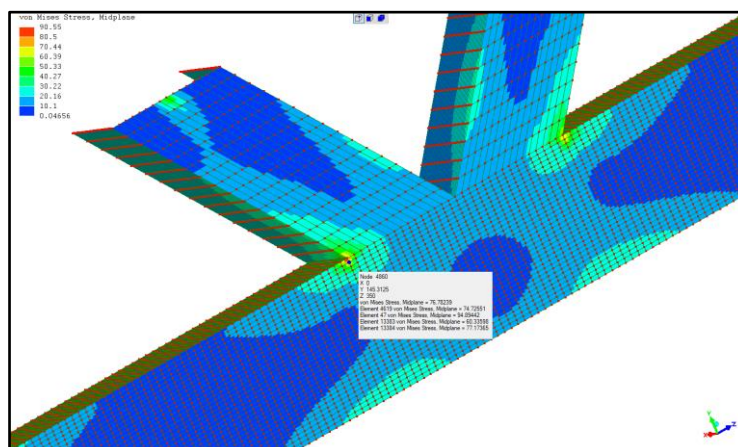 von Mises Stress, Midplane
90.55
80.5
70.44
60.39
50.33
40.27
30.22
20.16
10.1
0.04656
Node 4980
X 0
Y 145.3125
Z 350
von Mises Stress, Midplane = 76.78239
Element 4619 von Mises Stress, Midplane = 74.72551
Element 47 von Mises Stress, Midplane = 94.89442
Element 13383 von Mises Stress, Midplane = 60.33598
Element 13384 von Mises Stress, Midplane = 77.17365
X
Y
Z